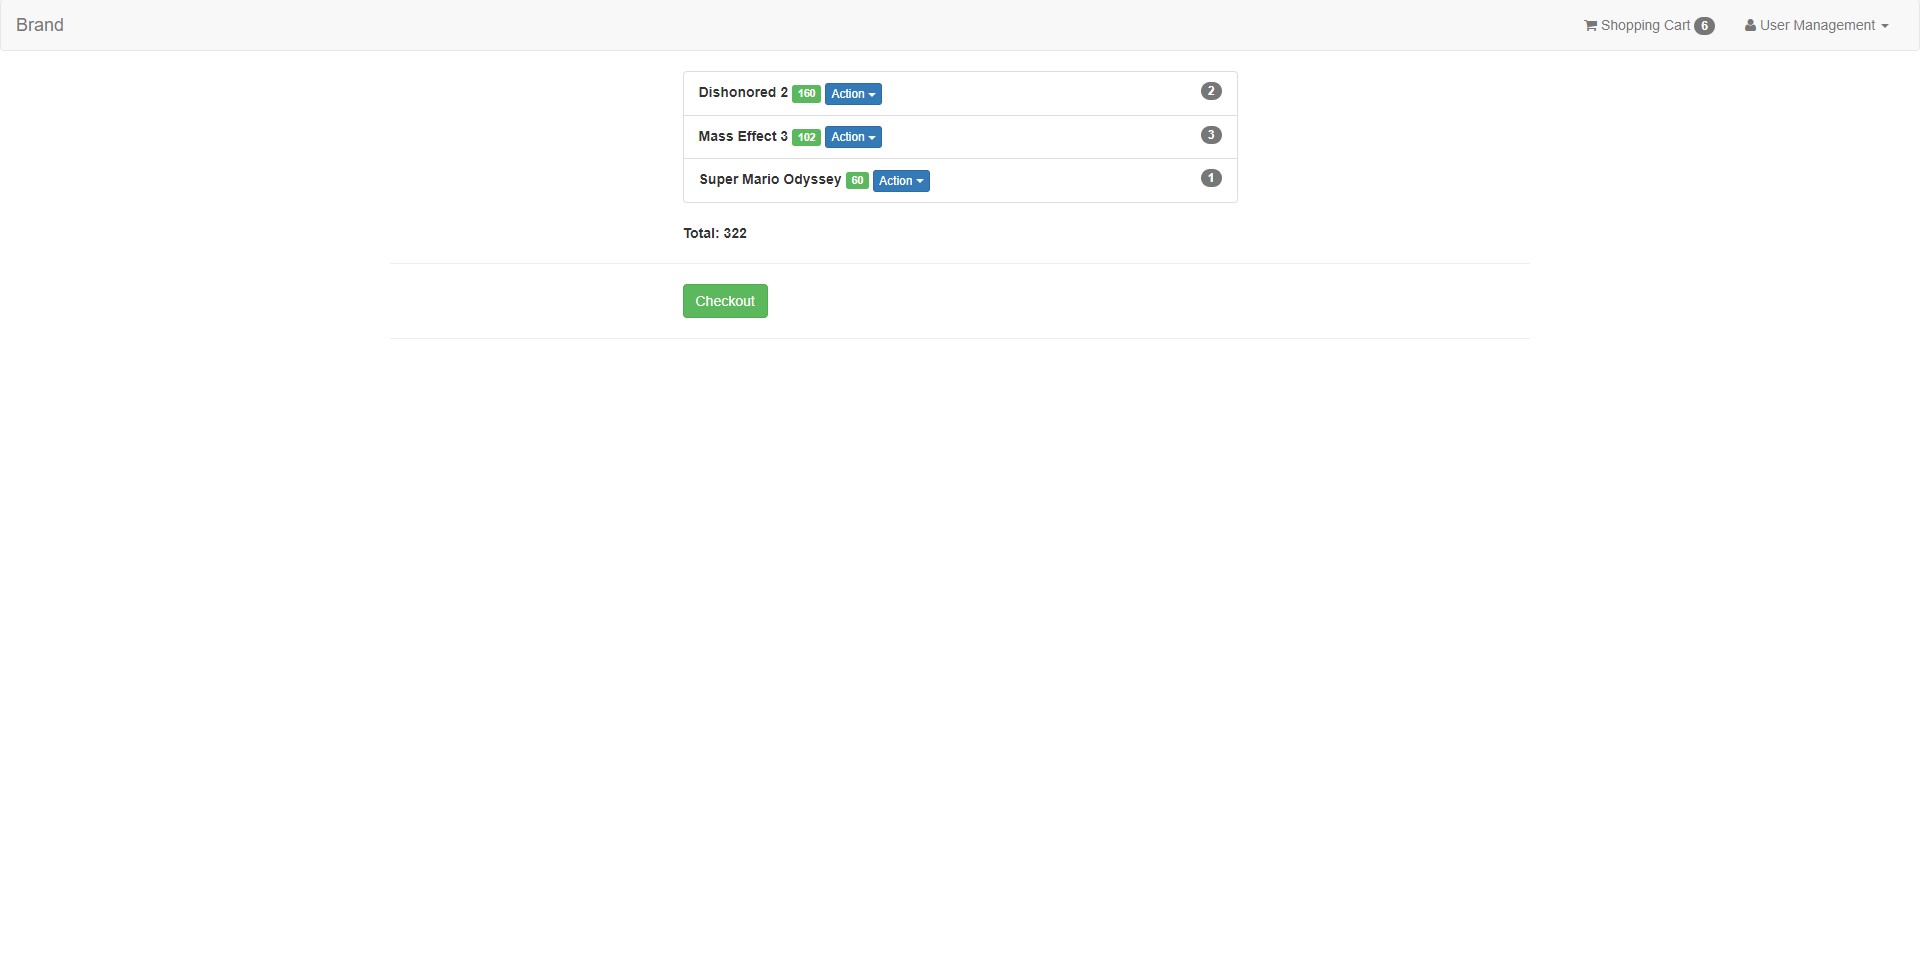 Brand Shopping Cart 6 User Management
Dishonored 2 160 Action 2
Mass Effect 3 102 Action 3
Super Mario Odyssey 60 Action 1
Total: 322
Checkout